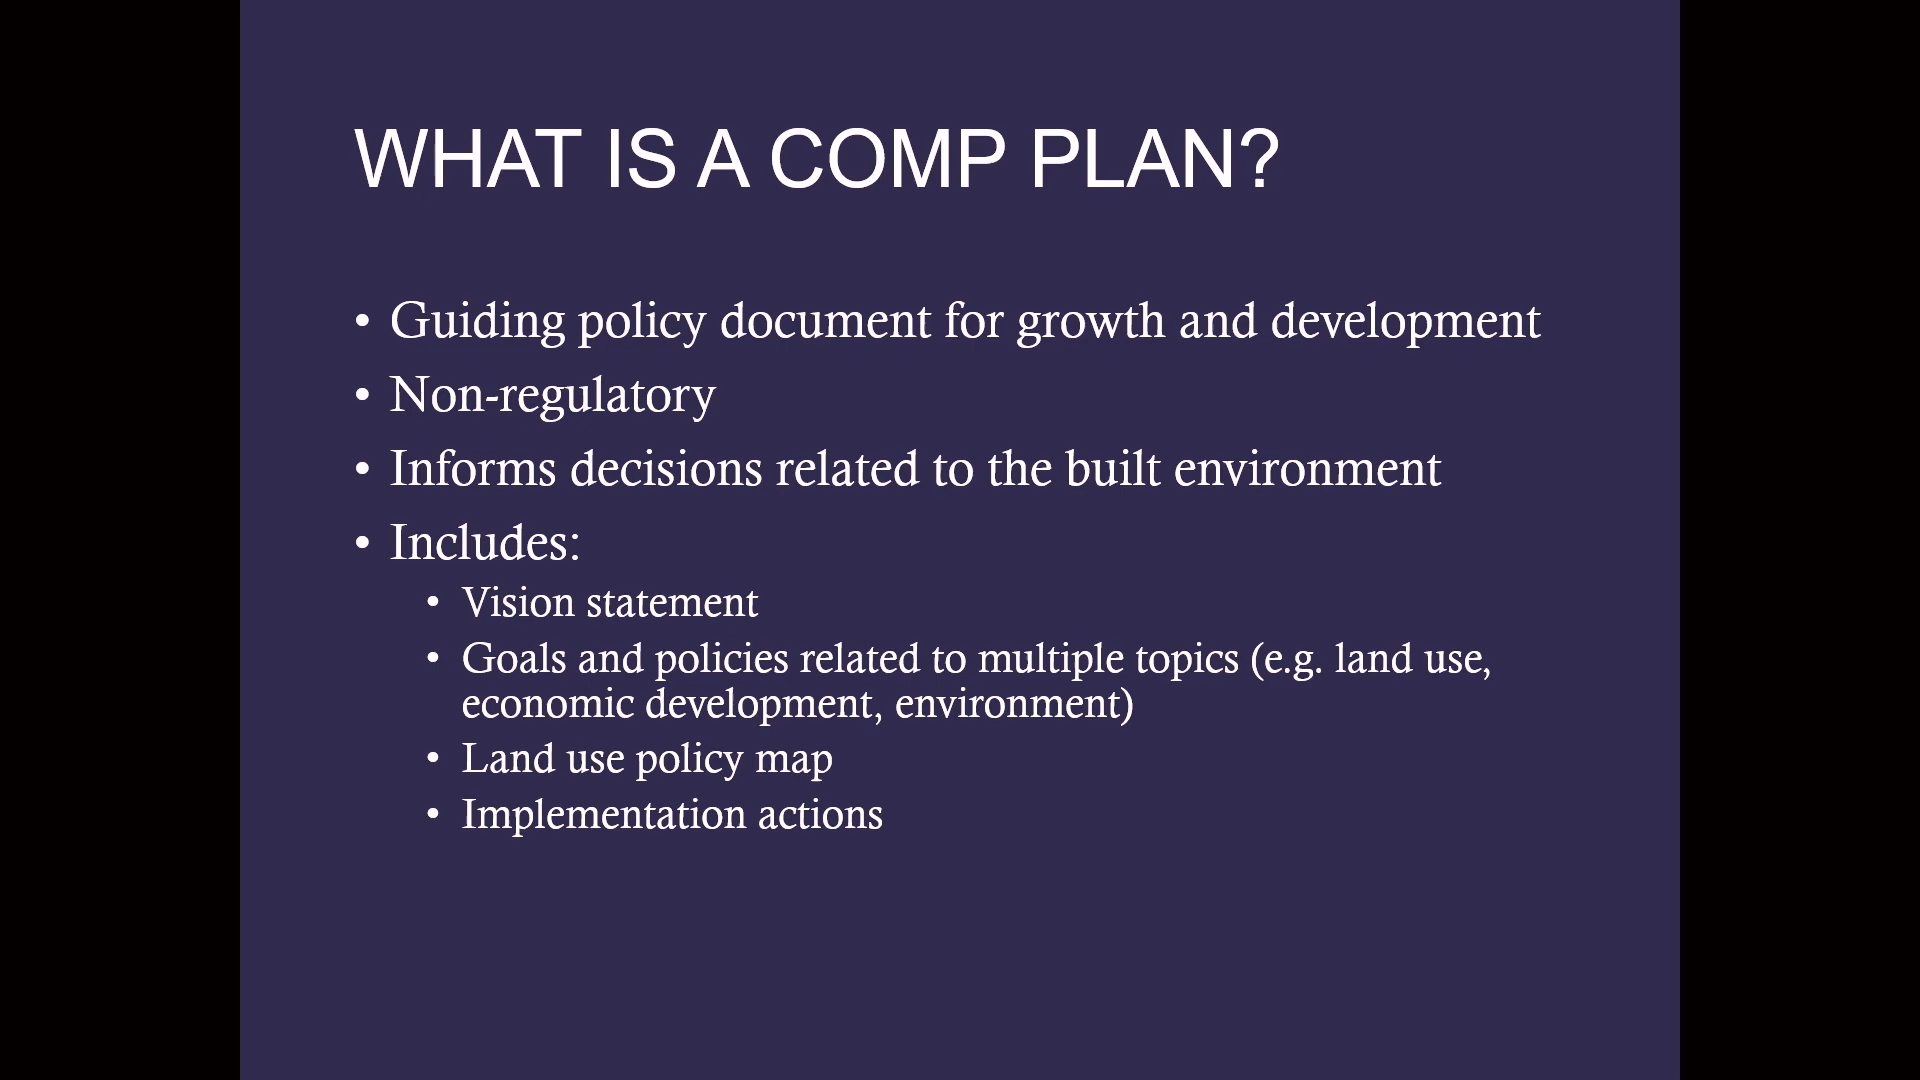 WHAT IS A COMP PLAN?
• Guiding policy document for growth and development
• Non-regulatory
• Informs decisions related to the built environment
• Includes:
• Vision statement
• Goals and policies related to multiple topics (e.g. land use,
economic development, environment)
• Land use policy map
• Implementation actions